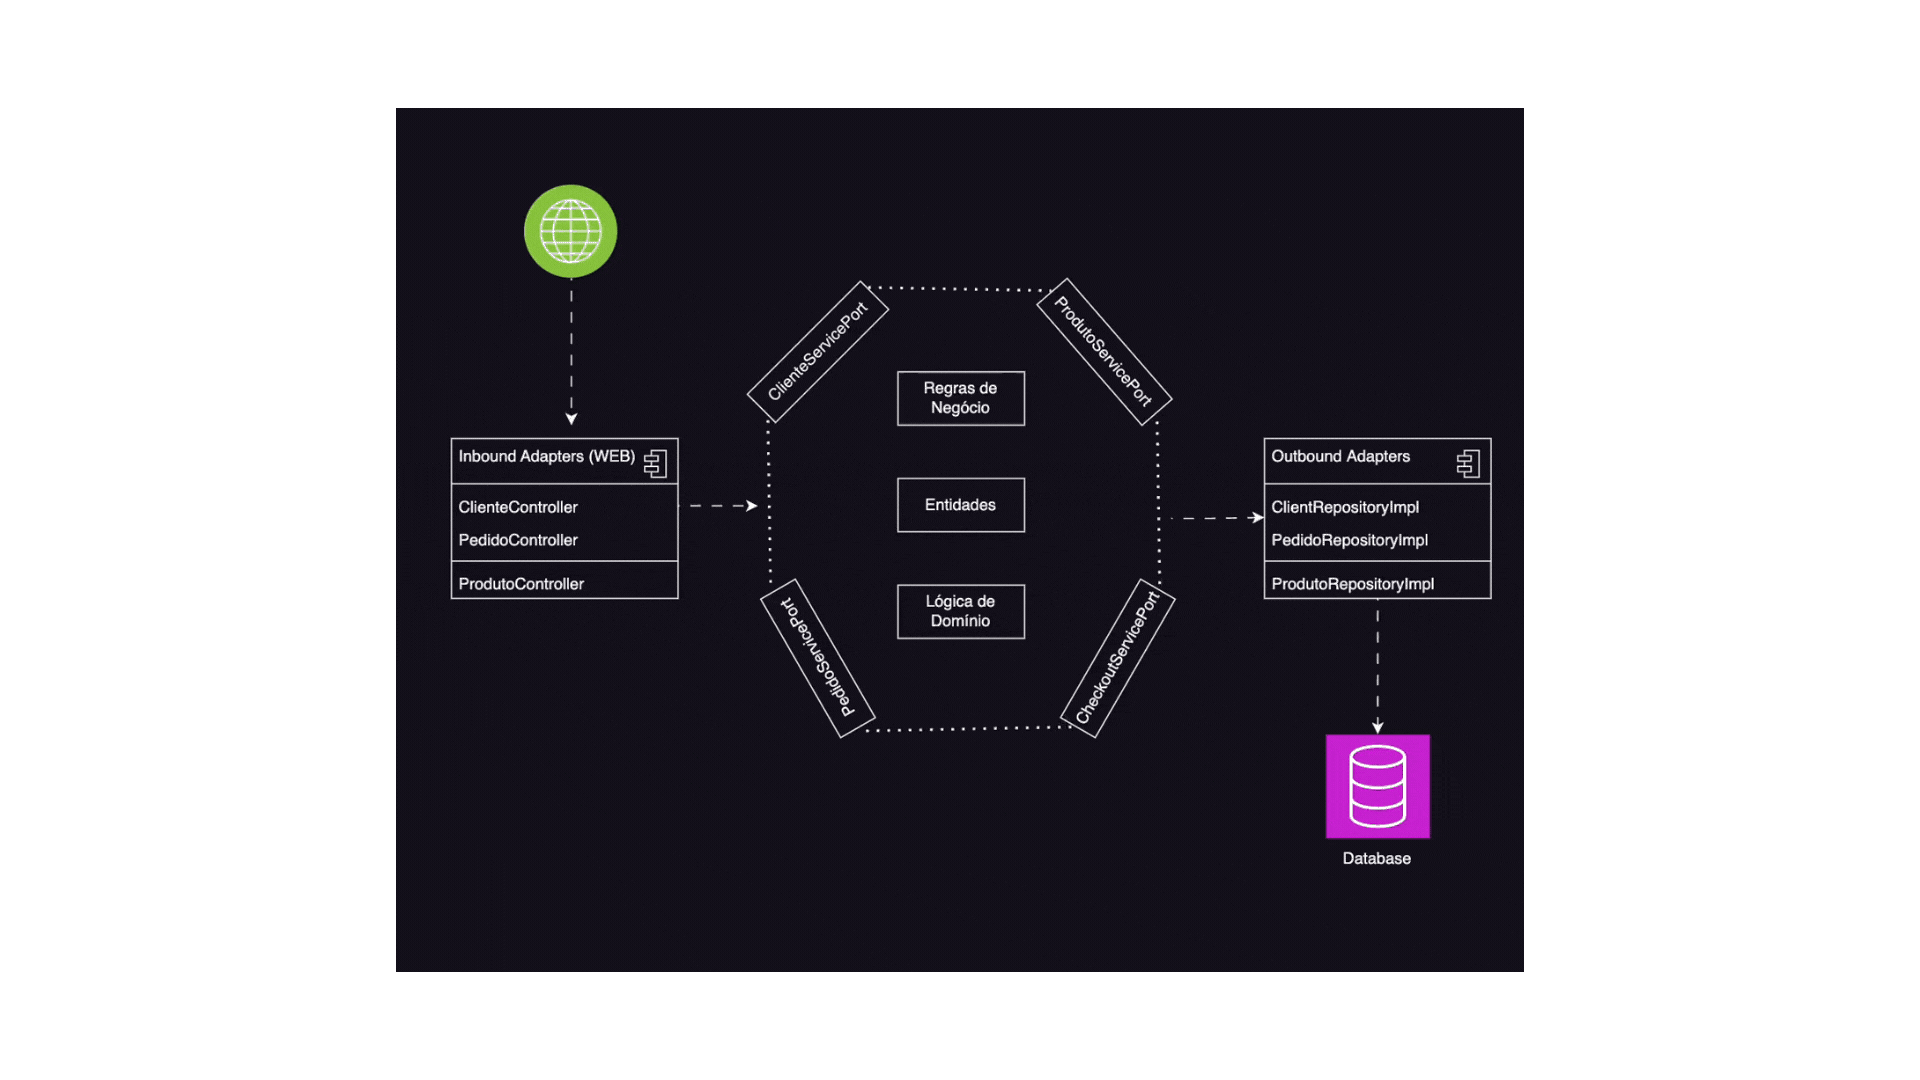 ClienteServicePort
ProdutoServicePort
Regras de
Negócio
Inbound Adapters (WEB)
ClienteController
PedidoController
ProdutoController
Entidades
Outbound Adapters
ClientRepositoryImpl
PedidoRepositoryImpl
ProdutoRepositoryImpl
Lógica de
Domínio
PedidoServicePort
CheckoutServicePort
Database